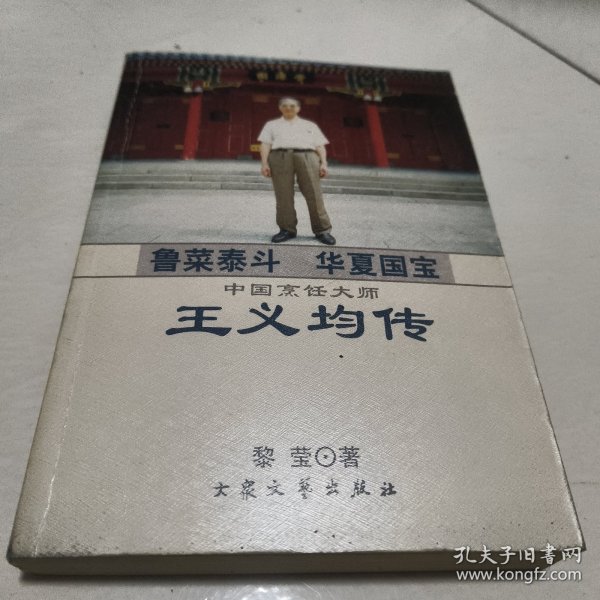 鲁菜泰斗 华夏国宝
中国烹饪大师
王义均传
黎 莹⊙著
大众文艺出版社
孔夫子旧书网
www.kongfz.com